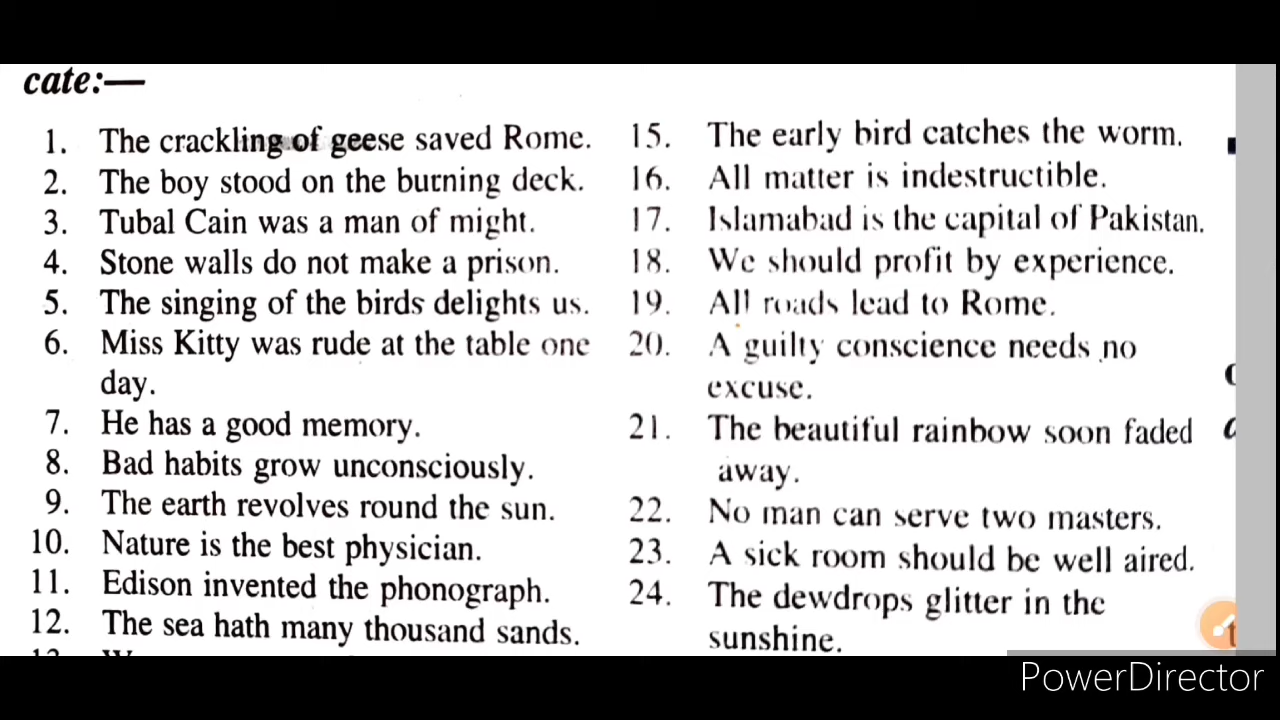 cate:—
1. The crackling of geese saved Rome.
2. The boy stood on the burning deck.
3. Tubal Cain was a man of might.
4. Stone walls do not make a prison.
5. The singing of the birds delights us.
6. Miss Kitty was rude at the table one
day.
7. He has a good memory.
8. Bad habits grow unconsciously.
9. The earth revolves round the sun.
10. Nature is the best physician.
11. Edison invented the phonograph.
12. The sea hath many thousand sands.
15. The early bird catches the worm.
16. All matter is indestructible.
17. Islamabad is the capital of Pakistan.
18. We should profit by experience.
19. All roads lead to Rome.
20. A guilty conscience needs no
excuse.
21. The beautiful rainbow soon faded
away.
22. No man can serve two masters.
23. A sick room should be well aired.
24. The dewdrops glitter in the
sunshine.
PowerDirector